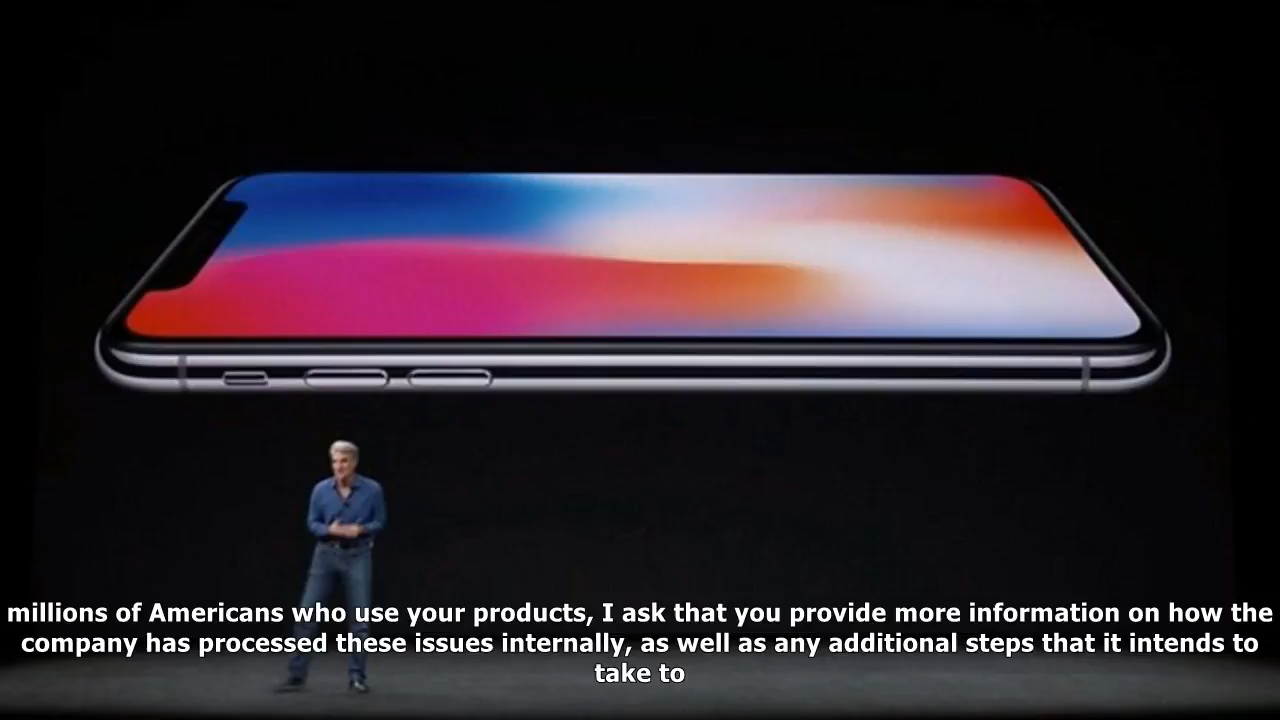 millions of Americans who use your products, I ask that you provide more information on how the
company has processed these issues internally, as well as any additional steps that it intends to
take to